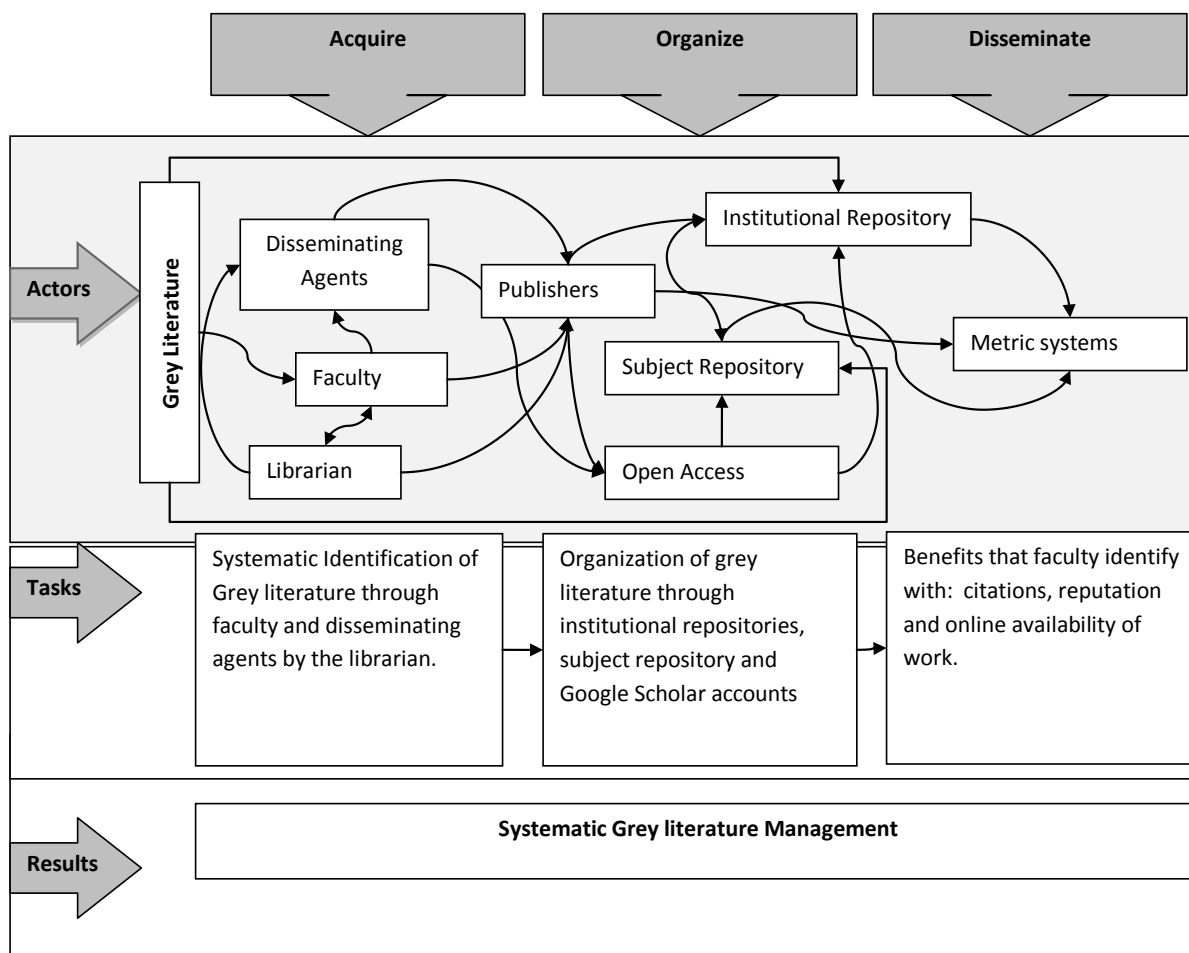 Acquire
Organize
Disseminate
Actors
Grey Literature
Disseminating
Agents
Faculty
Librarian
Publishers
Institutional Repository
Subject Repository
Open Access
Metric systems
Tasks
Systematic Identification of
Grey literature through
faculty and disseminating
agents by the librarian.
Organization of grey
literature through
institutional repositories,
subject repository and
Google Scholar accounts
Benefits that faculty identify
with:  citations, reputation
and online availability of
work.
Results
Systematic Grey literature Management